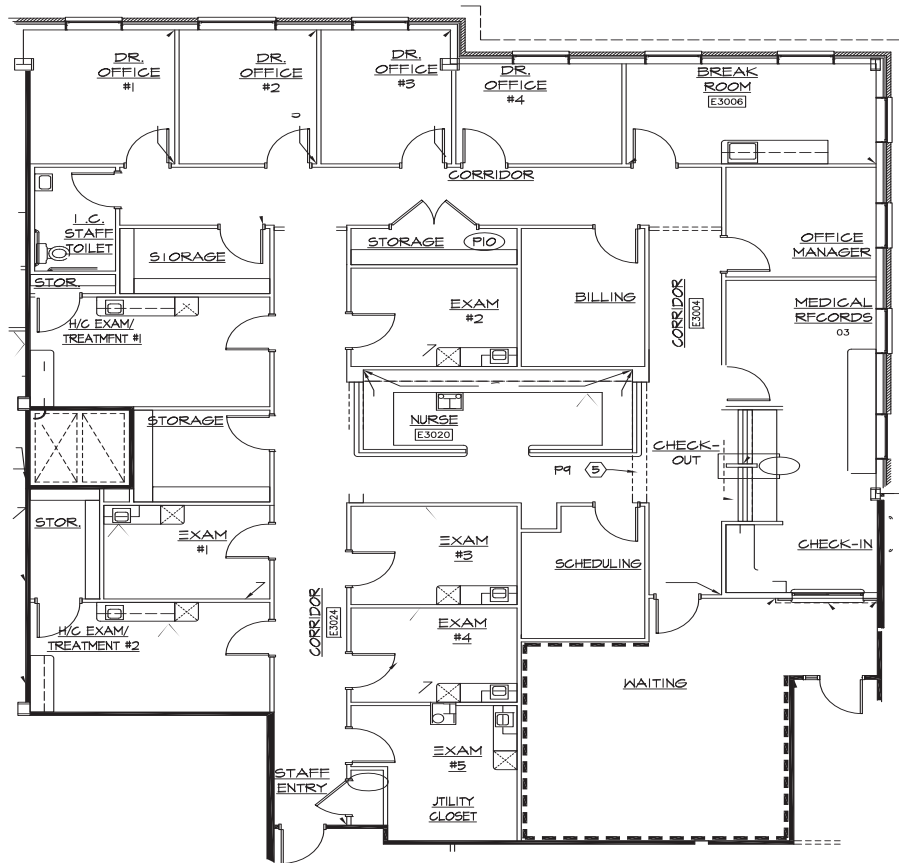 DR.
OFFICE
#1
DR.
OFFICE
#2
DR.
OFFICE
#3
DR.
OFFICE
#4
BREAK
ROOM
E3006
CORRIDOR
I.C.
STAFF
TOILET
SIORAGE
STORAGE
P10
OFFICE
MANAGER
STOR.
EXAM
#2
BILLING
CORRIDOR
E3004
MEDICAL
RFCORDS
03
H/C EXAM/
TREATMFNT #1
STORAGE
NURSE
E3020
CHECK-
OUT
P9
5
STOR.
EXAM
#1
EXAM
#3
SCHEDULING
CHECK-IN
CORRIDOR
E3024
H/C EXAM/
TREATMENT #2
EXAM
#4
WAITING
EXAM
#5
STAFF
ENTRY
JTILITY
CLOSET